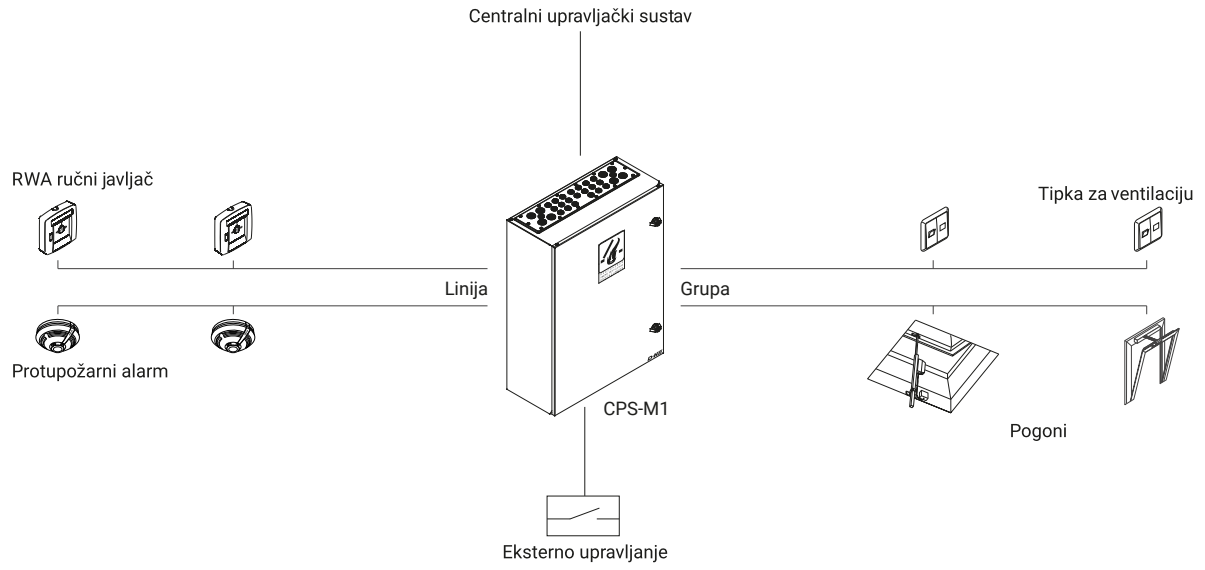 Centralni upravljački sustav
RWA ručni javljač
Tipka za ventilaciju
Linija
Grupa
Protupožarni alarm
CPS-M1
Pogoni
Eksterno upravljanje